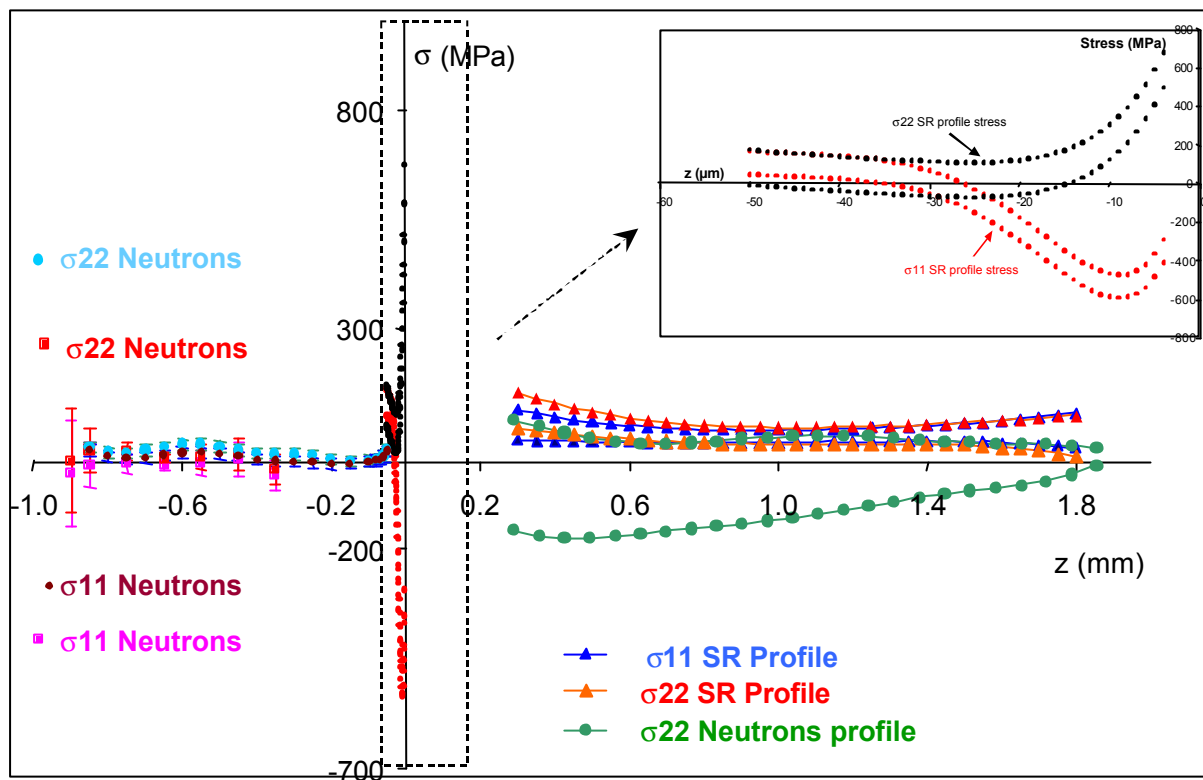 σ (MPa)
800
300
-200
-700
-1.0
-0.6
-0.2
0.2
0.6
1.0
1.4
1.8
z (mm)
σ22 Neutrons
σ22 Neutrons
σ11 Neutrons
σ11 Neutrons
σ11 SR Profile
σ22 SR Profile
σ22 Neutrons profile
Stress (MPa)
800
600
400
200
0
-200
-400
-600
-800
σ22 SR profile stress
z (µm)
-60
-50
-40
-30
-20
-10
0
σ11 SR profile stress